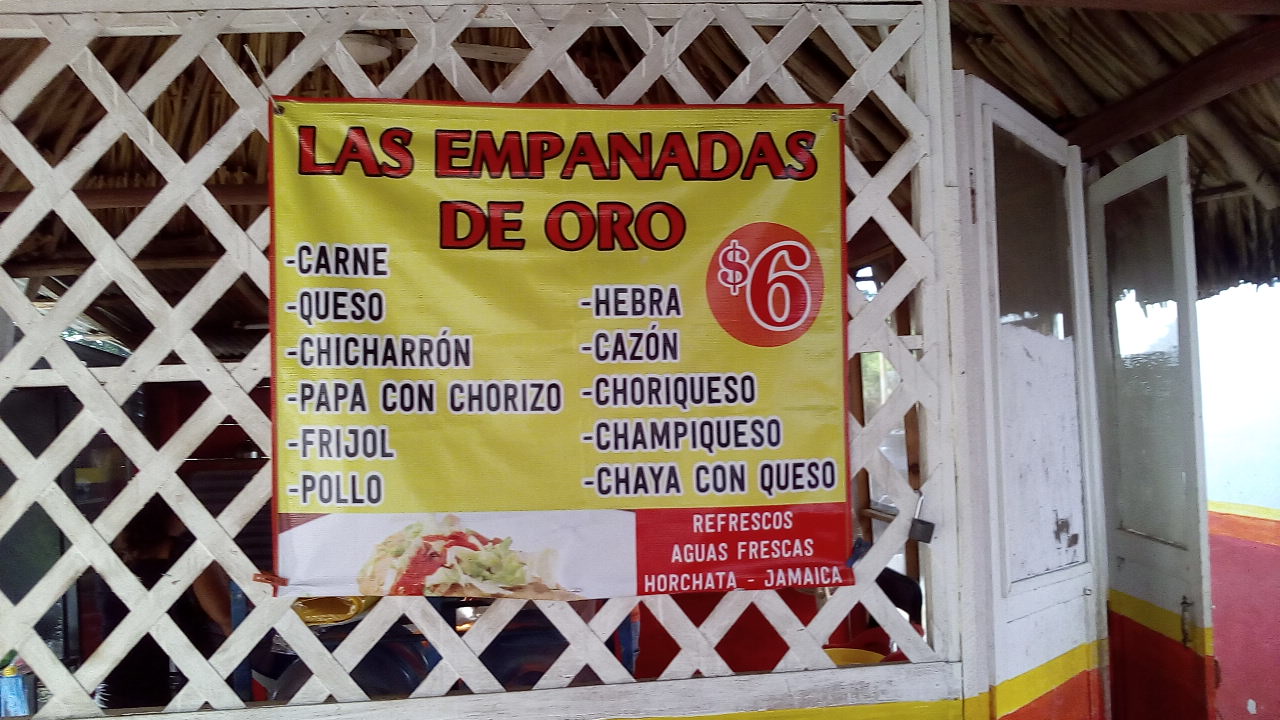 LAS EMPANADAS
DE ORO
$6
-CARNE
-QUESO
-CHICHARRÓN
-PAPA CON CHORIZO
-FRIJOL
-POLLO
-HEBRA
-CAZÓN
-CHORIQUESO
-CHAMPIQUESO
-CHAYA CON QUESO
REFRESCOS
AGUAS FRESCAS
HORCHATA - JAMAICA